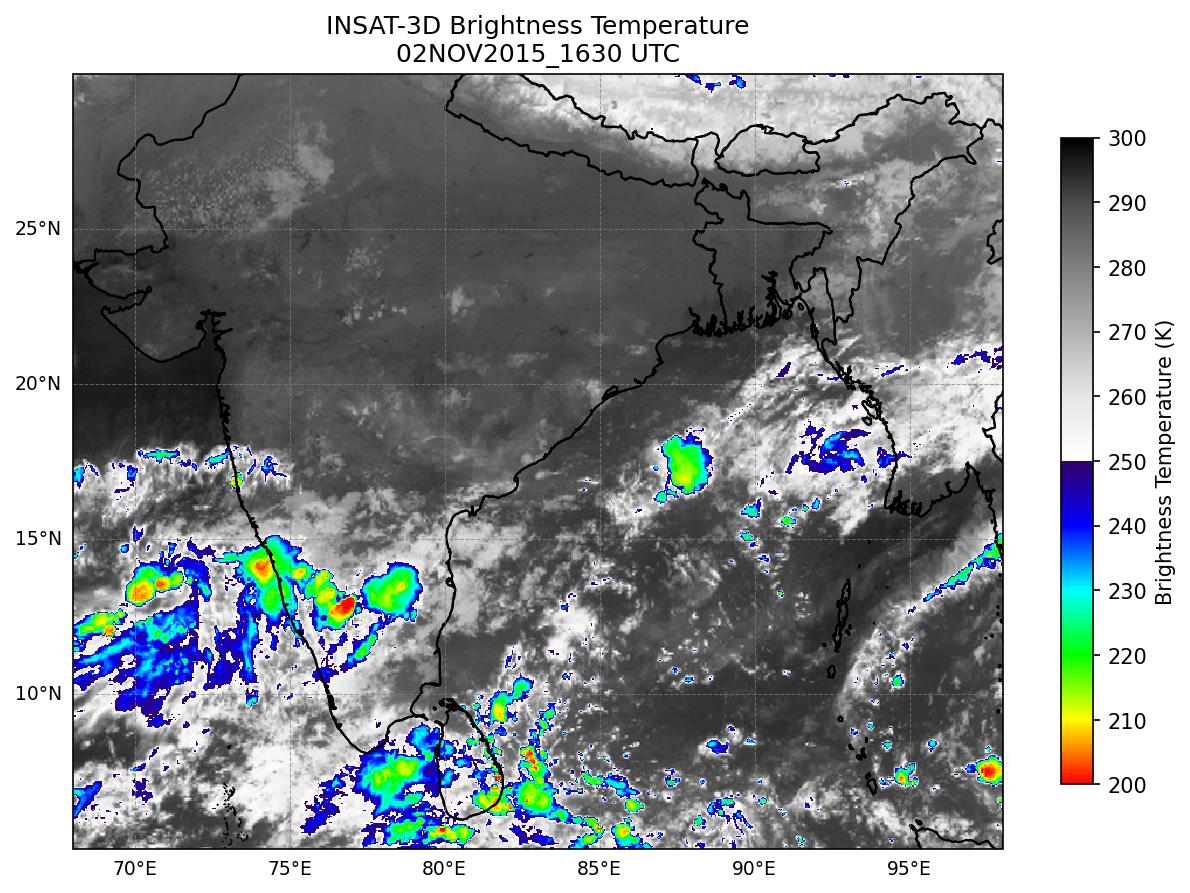 INSAT-3D Brightness Temperature
02NOV2015_1630 UTC
25°N
20°N
15°N
10°N
70°E
75°E
80°E
85°E
90°E
95°E
300
290
280
270
260
250
240
230
220
210
200
Brightness Temperature (K)